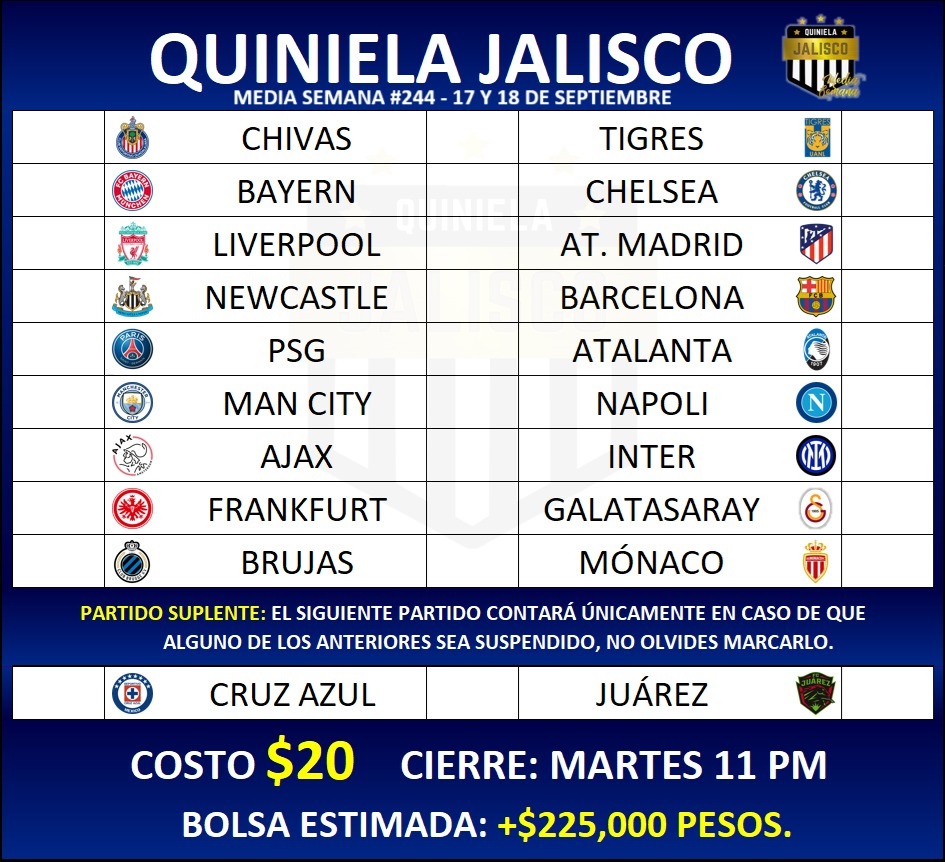 QUINIELA JALISCO
QUINIELA
JALISCO
Media
Semana
MEDIA SEMANA #244 - 17 Y 18 DE SEPTIEMBRE
CHIVAS TIGRES
BAYERN CHELSEA
LIVERPOOL AT. MADRID
NEWCASTLE BARCELONA
PSG ATALANTA
MAN CITY NAPOLI
AJAX INTER
FRANKFURT GALATASARAY
BRUJAS MÓNACO
QUINIELA
JALISCO
PARTIDO SUPLENTE: EL SIGUIENTE PARTIDO CONTARÁ ÚNICAMENTE EN CASO DE QUE
ALGUNO DE LOS ANTERIORES SEA SUSPENDIDO, NO OLVIDES MARCARLO.
CRUZ AZUL JUÁREZ
COSTO $20 CIERRE: MARTES 11 PM
BOLSA ESTIMADA: +$225,000 PESOS.